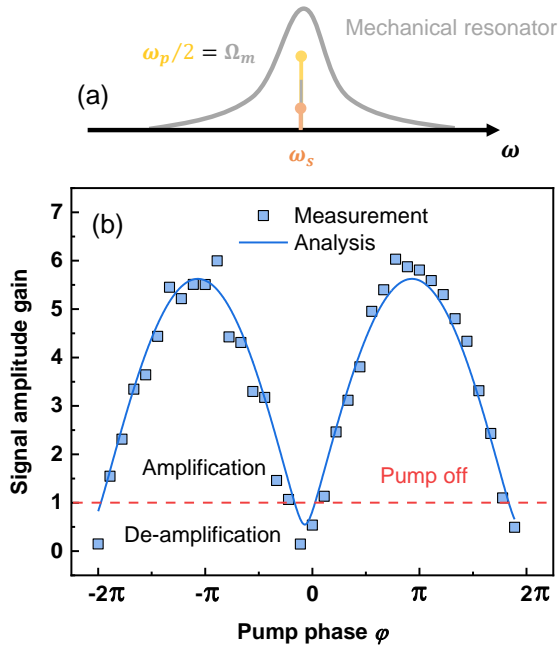 Mechanical resonator
ω_p/2 = Ω_m
(a)
ω_s
ω
(b)
Measurement
Analysis
Amplification
Pump off
De-amplification
Signal amplitude gain
7
6
5
4
3
2
1
0
-2π -π 0 π 2π
Pump phase φ